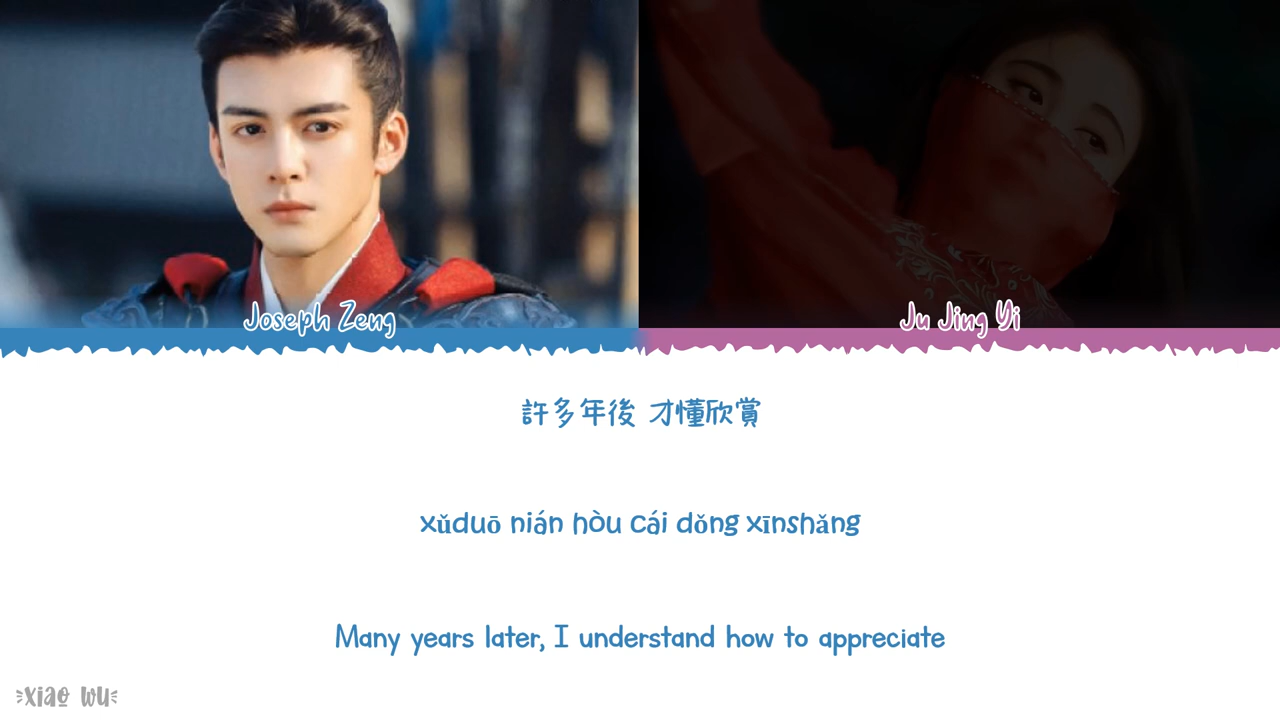 Joseph Zeng
Ju Jing Yi
許多年後 才懂欣賞
xǔduō nián hòu cái dǒng xīnshǎng
Many years later, I understand how to appreciate
xiao wu